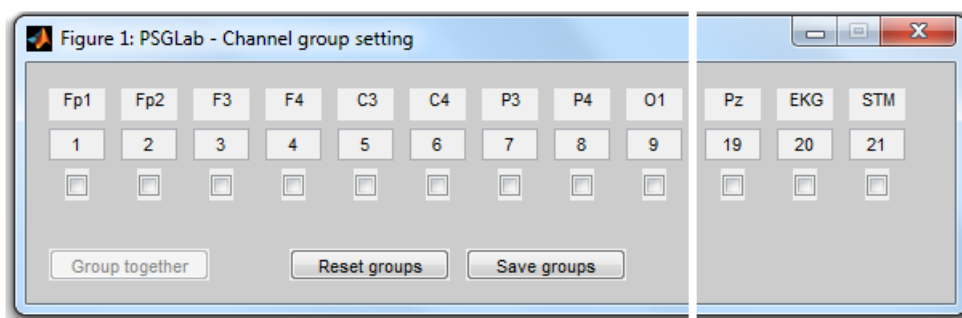 Figure 1: PSGLab - Channel group setting
Fp1 Fp2 F3 F4 C3 C4 P3 P4 O1 Pz EKG STM
1 2 3 4 5 6 7 8 9 19 20 21
Group together Reset groups Save groups